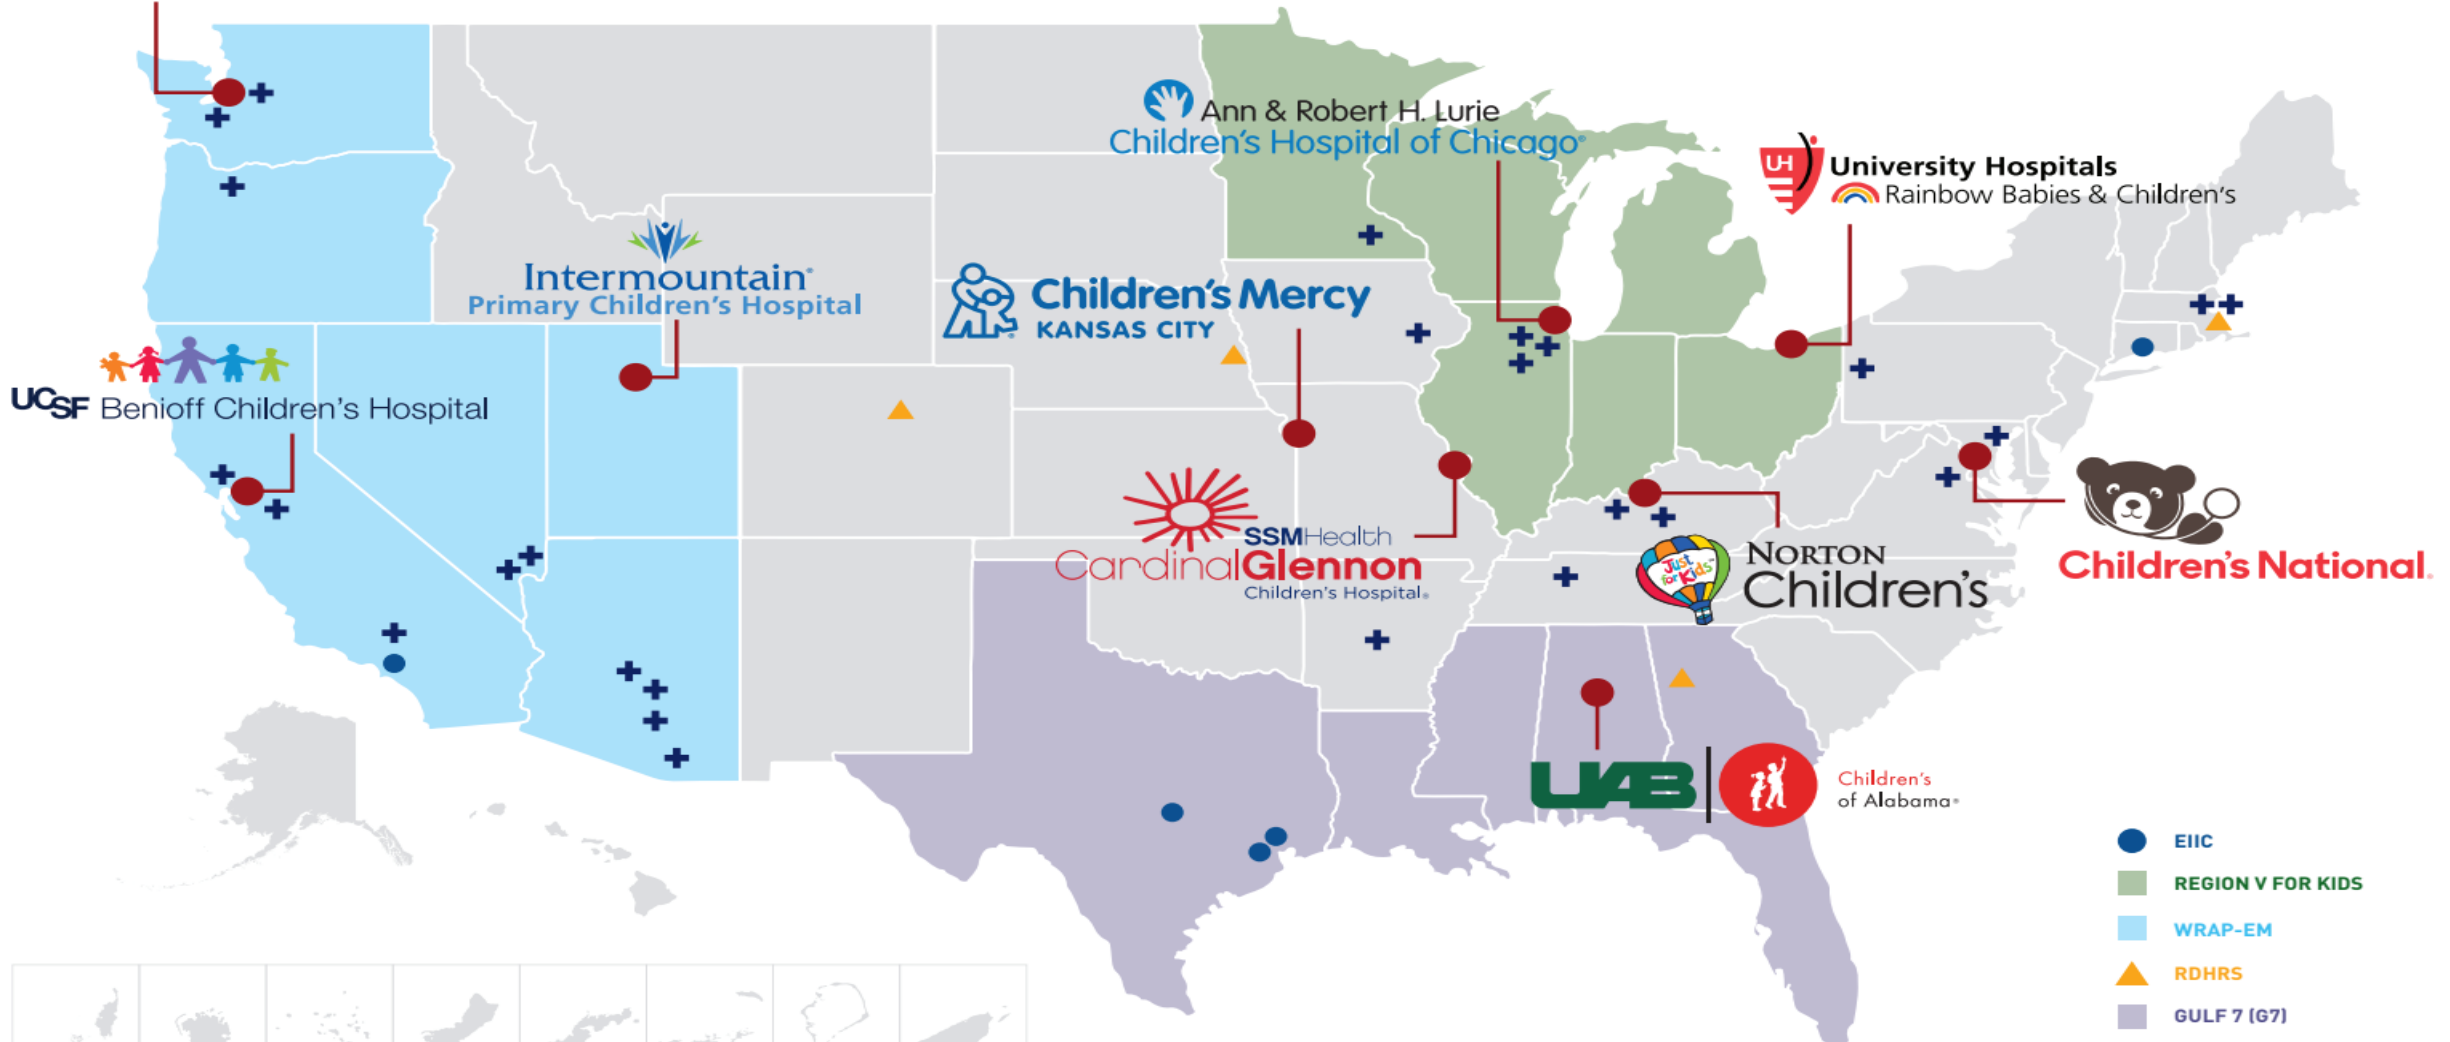 Ann & Robert H. Lurie
Children's Hospital of Chicago®
UH
University Hospitals
Rainbow Babies & Children's
Intermountain®
Primary Children's Hospital
Children's Mercy
KANSAS CITY
UCSF Benioff Children's Hospital
SSMHealth
CardinalGlennon
Children's Hospital®
Just
for Kids
NORTON
Children's
Children's National®
UAB
Children's
of Alabama®
EIIC
REGION V FOR KIDS
WRAP-EM
RDHRS
GULF 7 (G7)